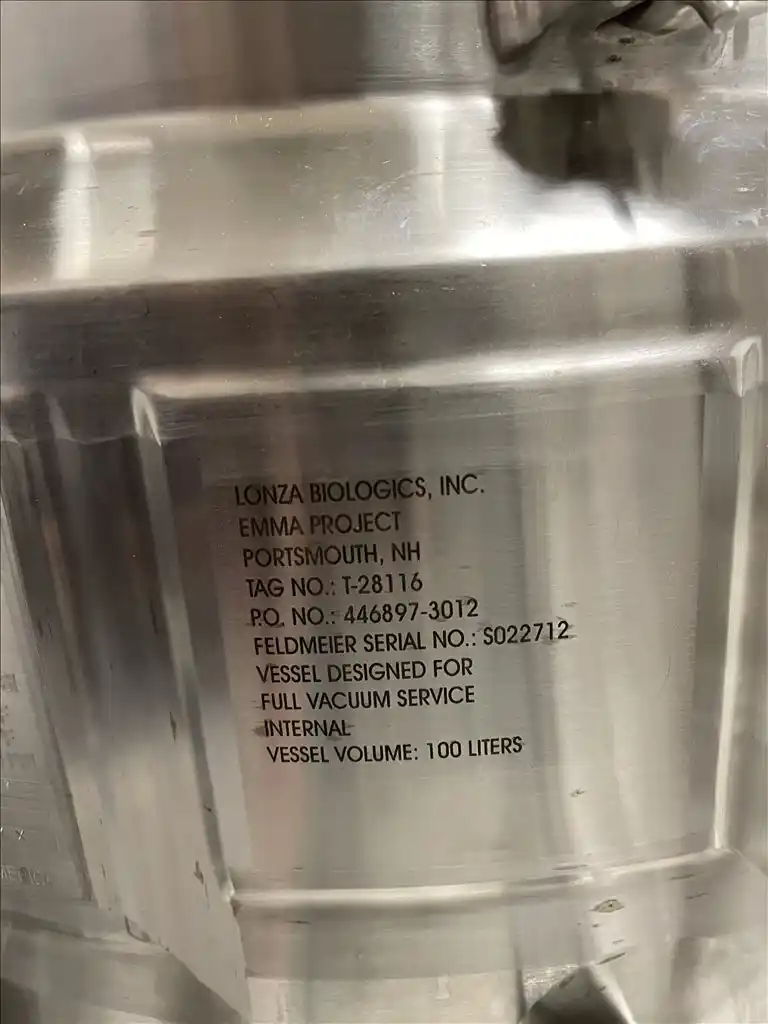 LONZA BIOLOGICS, INC.
EMMA PROJECT
PORTSMOUTH, NH
TAG NO.: T-28116
P.O. NO.: 446897-3012
FELDMEIER SERIAL NO.: S022712
VESSEL DESIGNED FOR
FULL VACUUM SERVICE
INTERNAL
VESSEL VOLUME: 100 LITERS